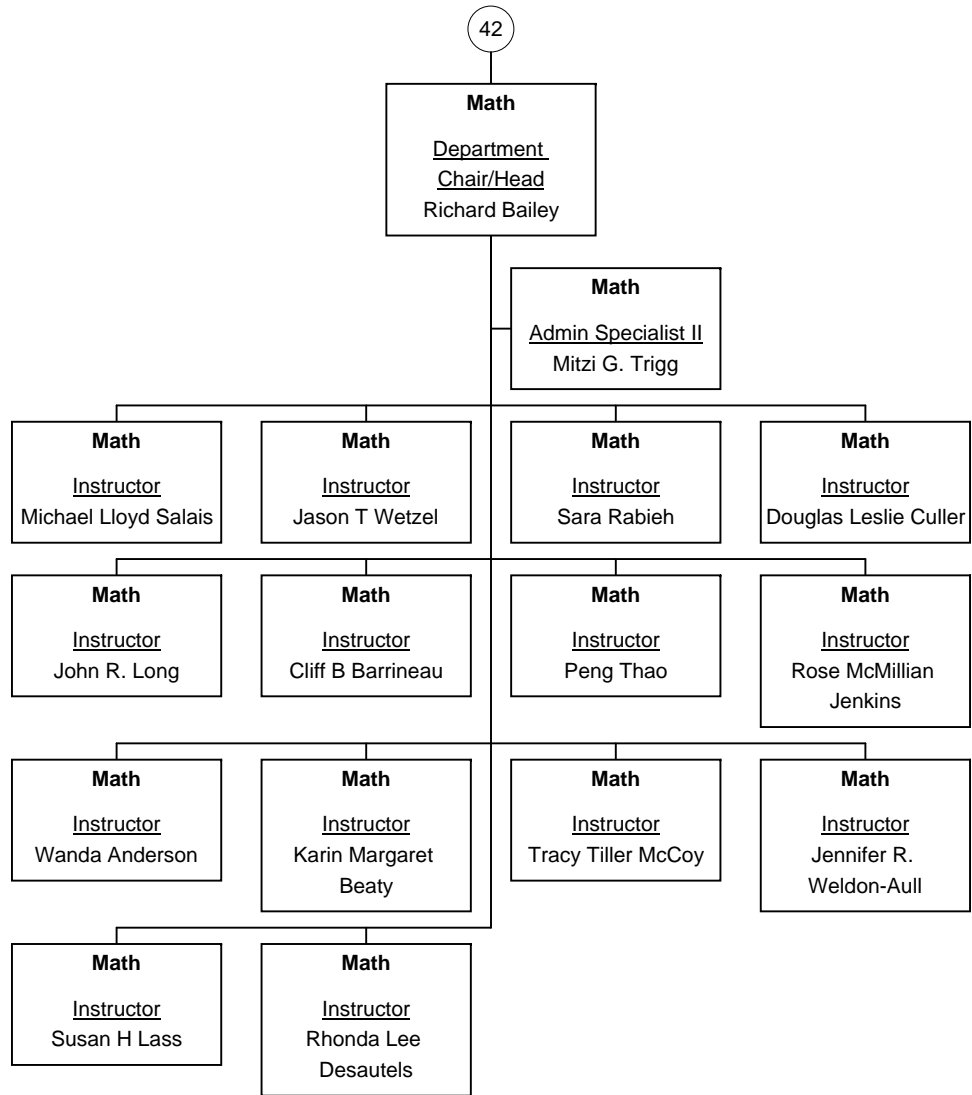 42
Math
Department
Chair/Head
Richard Bailey
Math
Admin Specialist II
Mitzi G. Trigg
Math
Instructor
Michael Lloyd Salais
Math
Instructor
Jason T Wetzel
Math
Instructor
Sara Rabieh
Math
Instructor
Douglas Leslie Culler
Math
Instructor
John R. Long
Math
Instructor
Cliff B Barrineau
Math
Instructor
Peng Thao
Math
Instructor
Rose McMillian
Jenkins
Math
Instructor
Wanda Anderson
Math
Instructor
Karin Margaret
Beaty
Math
Instructor
Tracy Tiller McCoy
Math
Instructor
Jennifer R.
Weldon-Aull
Math
Instructor
Susan H Lass
Math
Instructor
Rhonda Lee
Desautels